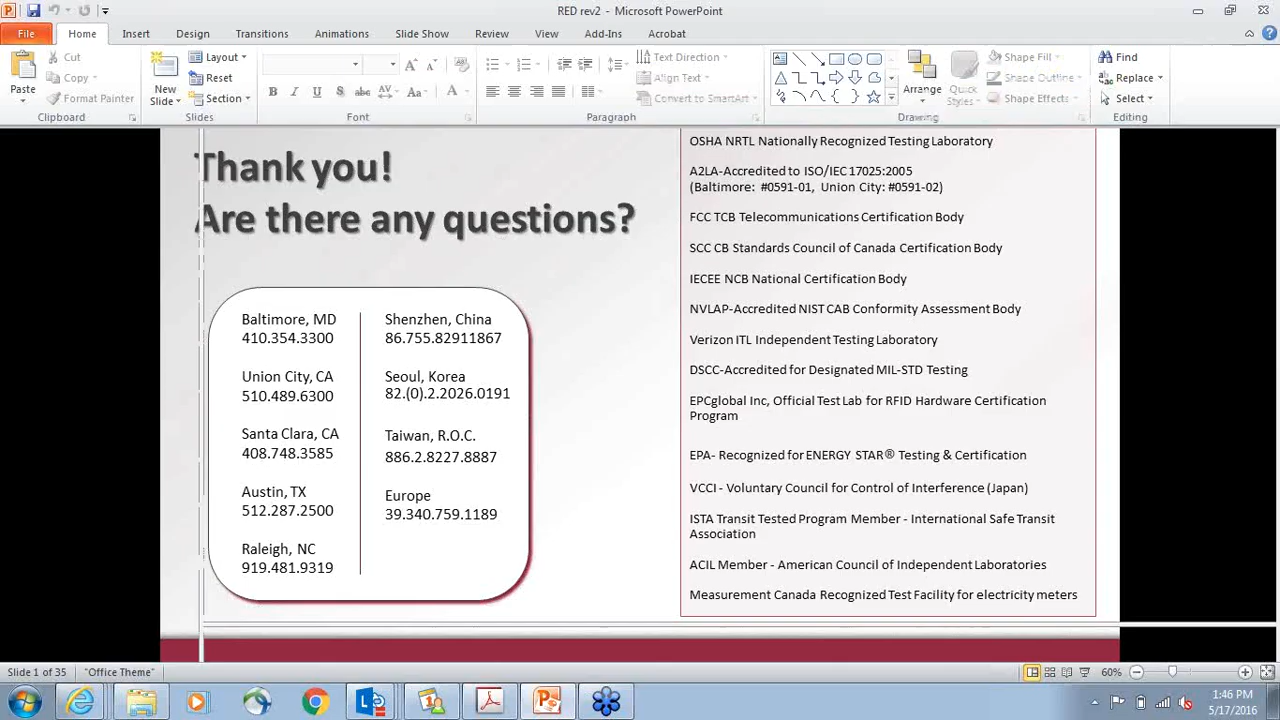 RED rev2 - Microsoft PowerPoint
File Home Insert Design Transitions Animations Slide Show Review View Add-Ins Acrobat
Paste
Cut
Copy
Format Painter
Clipboard
New Slide
Layout
Reset
Section
Slides
Font
Text Direction
Align Text
Convert to SmartArt
Paragraph
Arrange
Quick Styles
Shape Fill
Shape Outline
Shape Effects
Drawing
Find
Replace
Select
Editing
Thank you!
Are there any questions?
Baltimore, MD
410.354.3300
Union City, CA
510.489.6300
Santa Clara, CA
408.748.3585
Austin, TX
512.287.2500
Raleigh, NC
919.481.9319
Shenzhen, China
86.755.82911867
Seoul, Korea
82.(0).2.2026.0191
Taiwan, R.O.C.
886.2.8227.8887
Europe
39.340.759.1189
OSHA NRTL Nationally Recognized Testing Laboratory
A2LA-Accredited to ISO/IEC 17025:2005
(Baltimore: #0591-01, Union City: #0591-02)
FCC TCB Telecommunications Certification Body
SCC CB Standards Council of Canada Certification Body
IECEE NCB National Certification Body
NVLAP-Accredited NIST CAB Conformity Assessment Body
Verizon ITL Independent Testing Laboratory
DSCC-Accredited for Designated MIL-STD Testing
EPCglobal Inc, Official Test Lab for RFID Hardware Certification
Program
EPA- Recognized for ENERGY STAR® Testing & Certification
VCCI - Voluntary Council for Control of Interference (Japan)
ISTA Transit Tested Program Member - International Safe Transit
Association
ACIL Member - American Council of Independent Laboratories
Measurement Canada Recognized Test Facility for electricity meters
Slide 1 of 35
"Office Theme"
60%
1:46 PM
5/17/2016